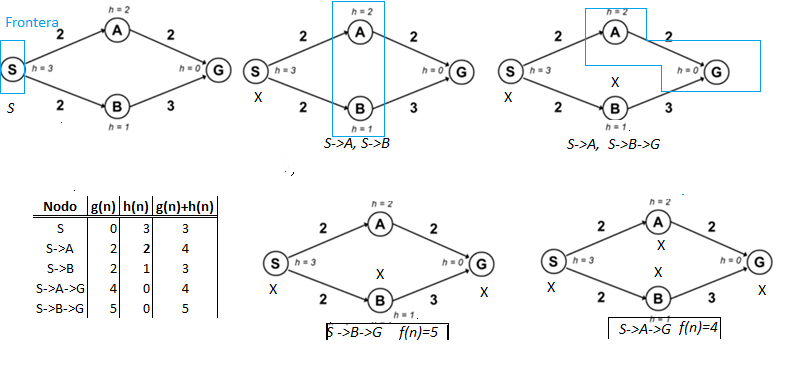 Frontera
h = 2
A
2
2
S
h = 3
h = 0
G
2
3
B
h = 1
S
h = 2
A
2
2
S
h = 3
h = 0
G
X
2
3
B
h = 1
S->A, S->B
h = 2
A
2
2
S
h = 3
h = 0
G
X
X
2
3
B
h = 1
S->A, S->B->G
Nodo g(n) h(n) g(n)+h(n)
S 0 3 3
S->A 2 2 4
S->B 2 1 3
S->A->G 4 0 4
S->B->G 5 0 5
h = 2
A
2
2
S
h = 3
h = 0
G
X
X
X
2
3
B
h = 1
S ->B->G f(n)=5
h = 2
A
2
2
X
S
h = 3
h = 0
G
X
X
X
2
3
B
h = 1
S->A->G f(n)=4